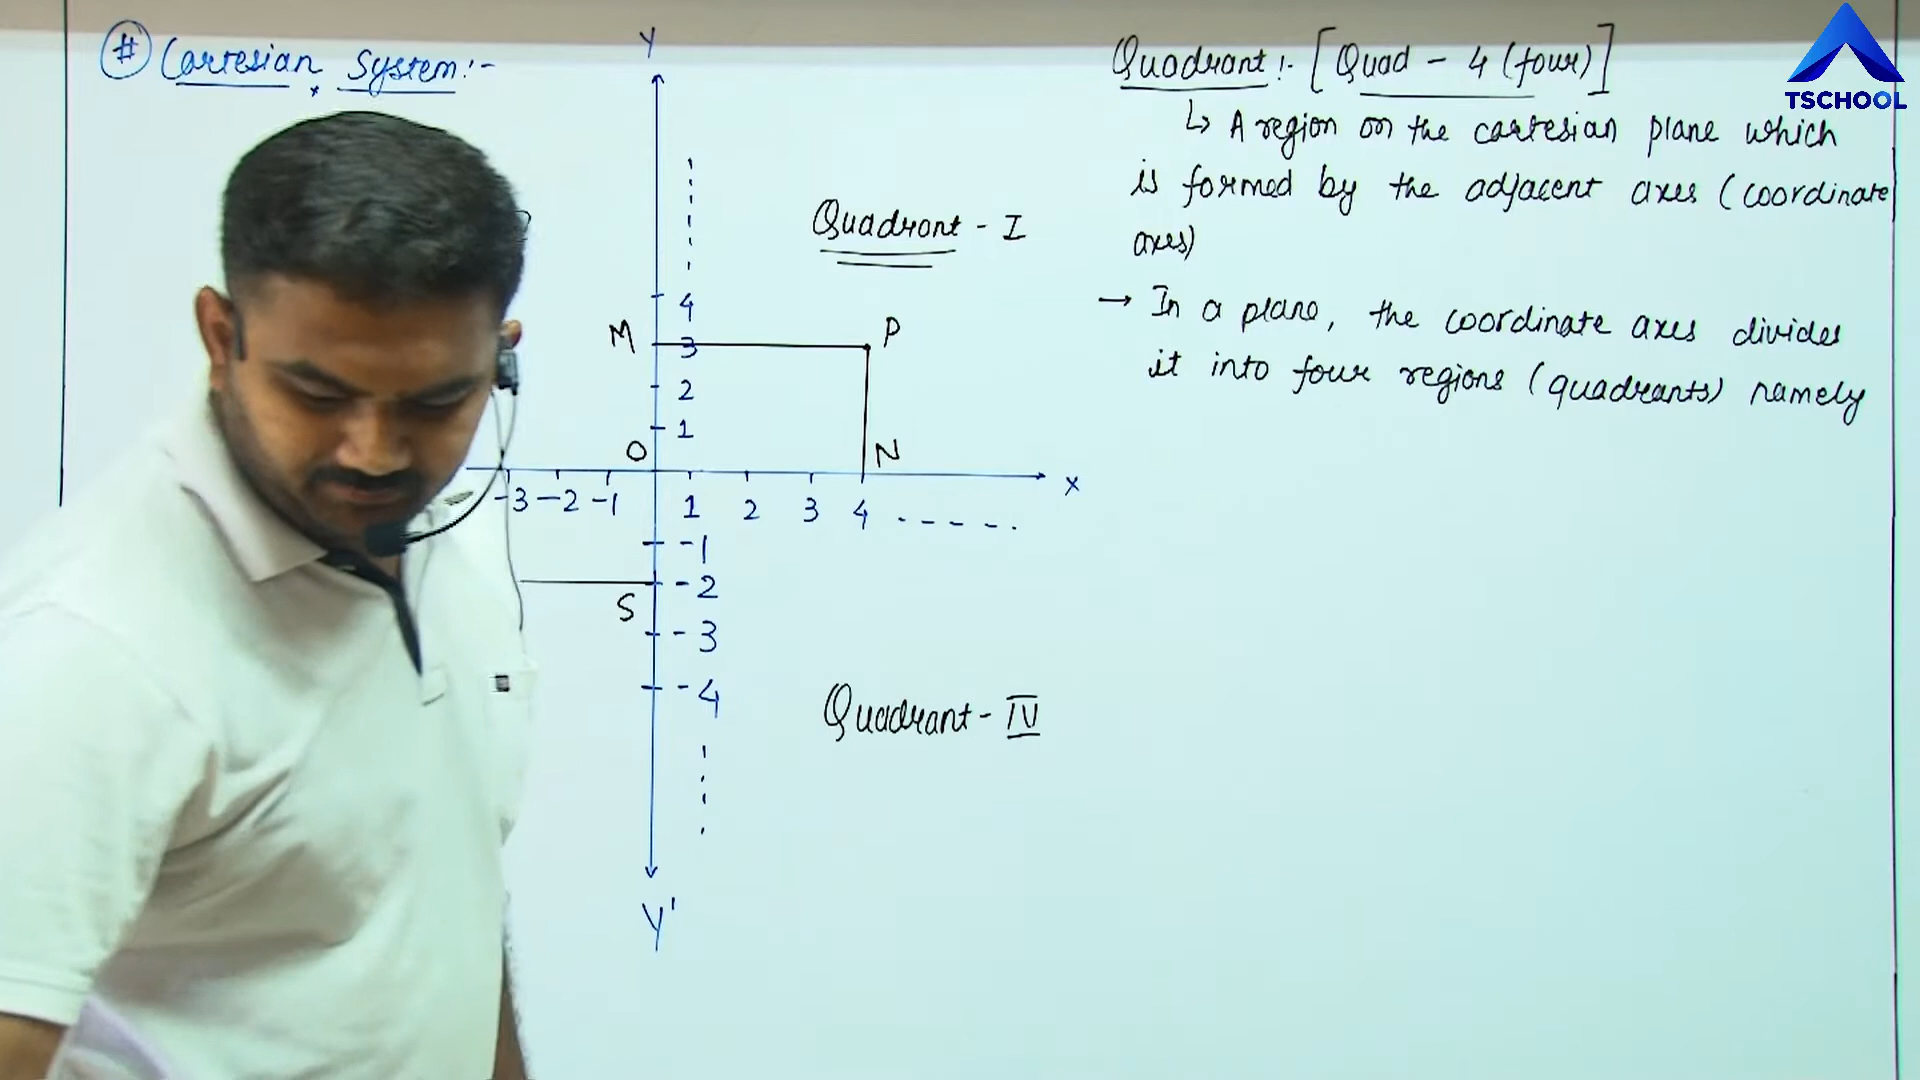 # Cartesian System:-
Y
Quadrant - I
4
M 3 P
2
1
O N
-3 -2 -1 1 2 3 4 - - - - - x
-1
-2
S
-3
-4
Quadrant - IV
Y'
Quadrant :- [Quad - 4 (four)]
↳ A region on the cartesian plane which
is formed by the adjacent axes (coordinate
axes)
→ In a plane, the coordinate axes divides
it into four regions (quadrants) namely
TSCHOOL